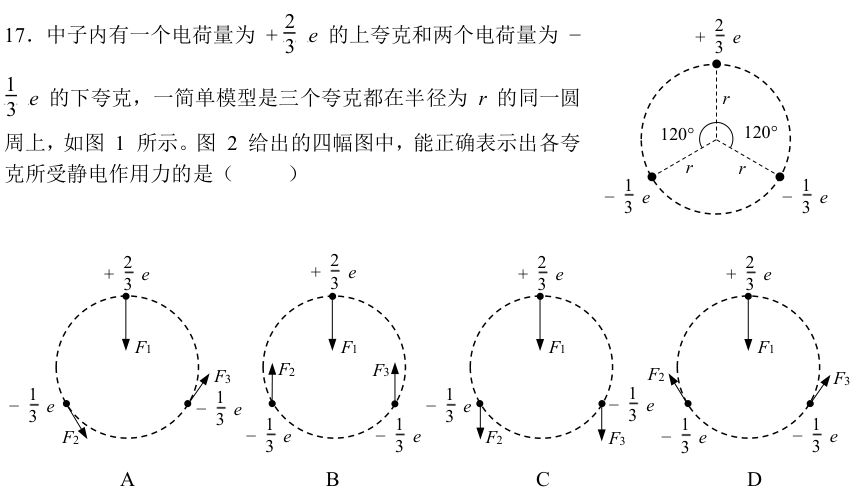 17．中子内有一个电荷量为 +2/3 e 的上夸克和两个电荷量为 −
1/3 e 的下夸克，一简单模型是三个夸克都在半径为 r 的同一圆
周上，如图 1 所示。图 2 给出的四幅图中，能正确表示出各夸
克所受静电作用力的是（　　）
+ 2/3 e
r
120° 120°
r r
− 1/3 e − 1/3 e
+ 2/3 e + 2/3 e + 2/3 e + 2/3 e
F1 F1 F1 F1
F3 F2 F3 F2 F3
− 1/3 e − 1/3 e − 1/3 e − 1/3 e
F2 − 1/3 e − 1/3 e F2 F3 − 1/3 e − 1/3 e
A B C D